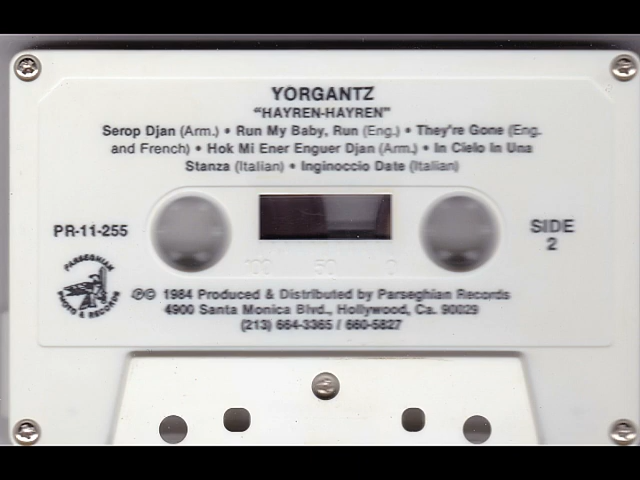 YORGANTZ
"HAYREN-HAYREN"
Serop Djan (Arm.) • Run My Baby, Run (Eng.) • They're Gone (Eng.
and French) • Hok Mi Ener Enguer Djan (Arm.) • In Cielo In Una
Stanza (Italian) • Inginoccio Date (Italian)
PR-11-255
SIDE
2
100 50 0
PARSEGHIAN
PHOTO & RECORDS
℗© 1984 Produced & Distributed by Parseghian Records
4900 Santa Monica Blvd., Hollywood, Ca. 90029
(213) 664-3365 / 660-5827